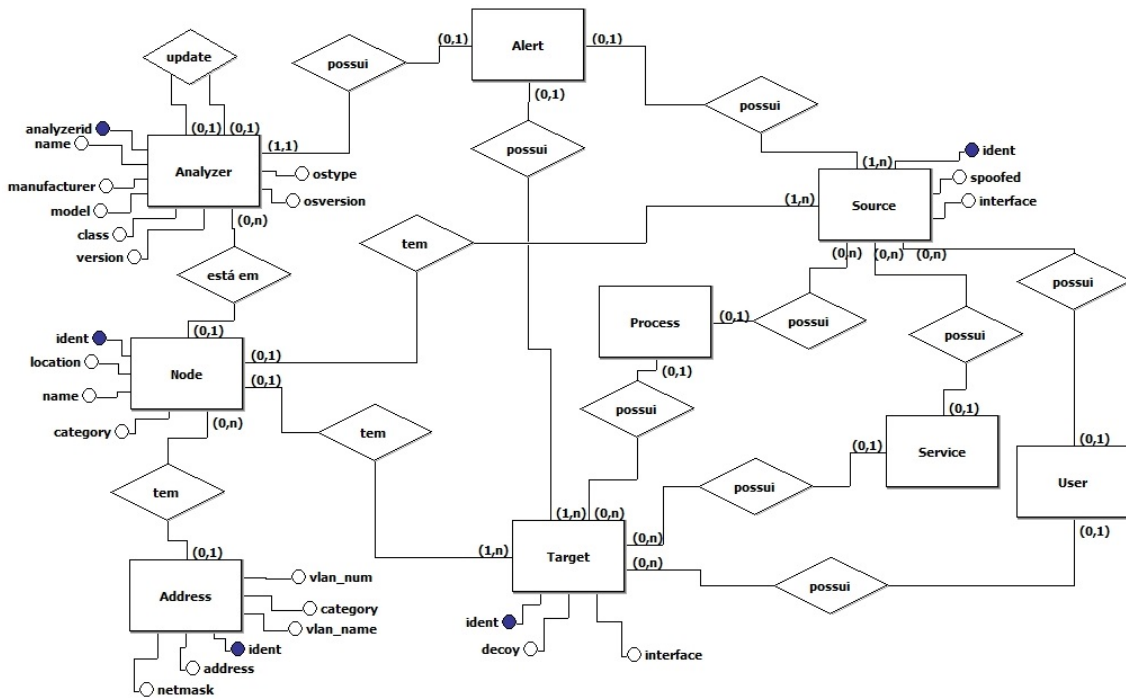 Alert
(0,1)
(0,1)
(0,1)
possui
possui
possui
update
(0,1)
(0,1)
analyzerid
name
manufacturer
model
class
version
Analyzer
(1,1)
ostype
osversion
(0,n)
está em
(0,1)
ident
location
name
category
Node
(0,1)
(0,1)
(0,n)
tem
(1,n)
tem
(1,n)
tem
(0,1)
Address
vlan_num
category
vlan_name
ident
address
netmask
(1,n)
ident
spoofed
interface
Source
(0,n)
(0,n)
(0,n)
possui
possui
possui
Process
(0,1)
(0,1)
possui
(0,1)
Service
(0,1)
possui
(0,1)
User
(0,1)
possui
(1,n)
(0,n)
(0,n)
(0,n)
Target
ident
decoy
interface